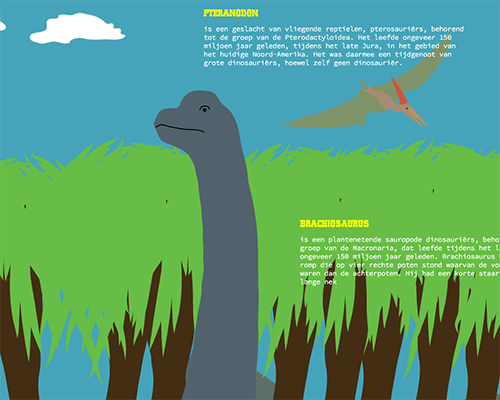 PTERANODON
is een geslacht van vliegende reptielen, pterosauriërs, behorend
tot de groep van de Pterodactyloidea. Het leefde ongeveer 150
miljoen jaar geleden, tijdens het late Jura, in het gebied van
het huidige Noord-Amerika. Het was daarmee een tijdgenoot van
grote dinosauriërs, hoewel zelf geen dinosauriër.
BRACHIOSAURUS
is een plantenetende sauropode dinosauriërs, beho
groep van de Macronaria, dat leefde tijdens het l
ongeveer 150 miljoen jaar geleden. Brachiosaurus
romp die op vier rechte poten stond waarvan de vo
waren dan de achterpoten. Hij had een korte staar
lange nek